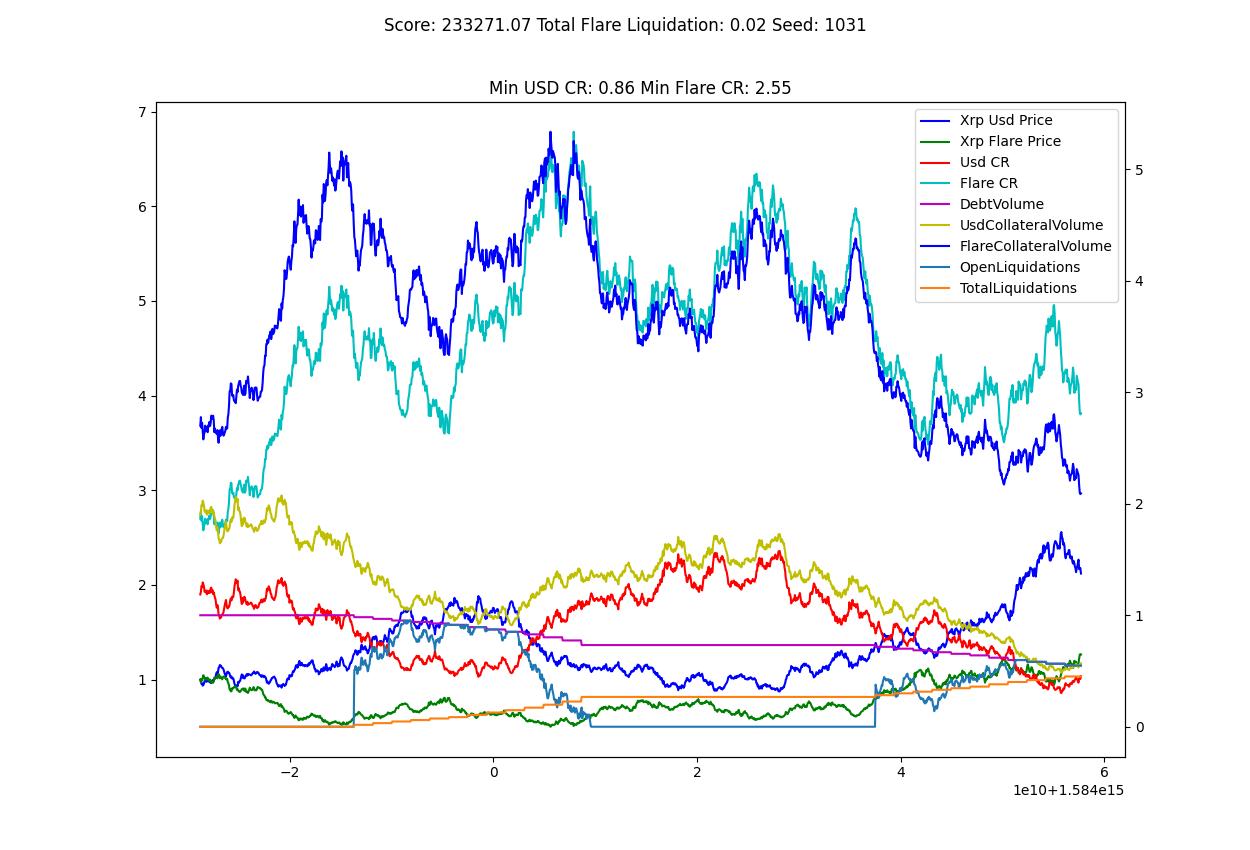 Score: 233271.07 Total Flare Liquidation: 0.02 Seed: 1031
Min USD CR: 0.86 Min Flare CR: 2.55
Xrp Usd Price
Xrp Flare Price
Usd CR
Flare CR
DebtVolume
UsdCollateralVolume
FlareCollateralVolume
OpenLiquidations
TotalLiquidations
7
6
5
4
3
2
1
5
4
3
2
1
0
−2
0
2
4
6
1e10+1.584e15